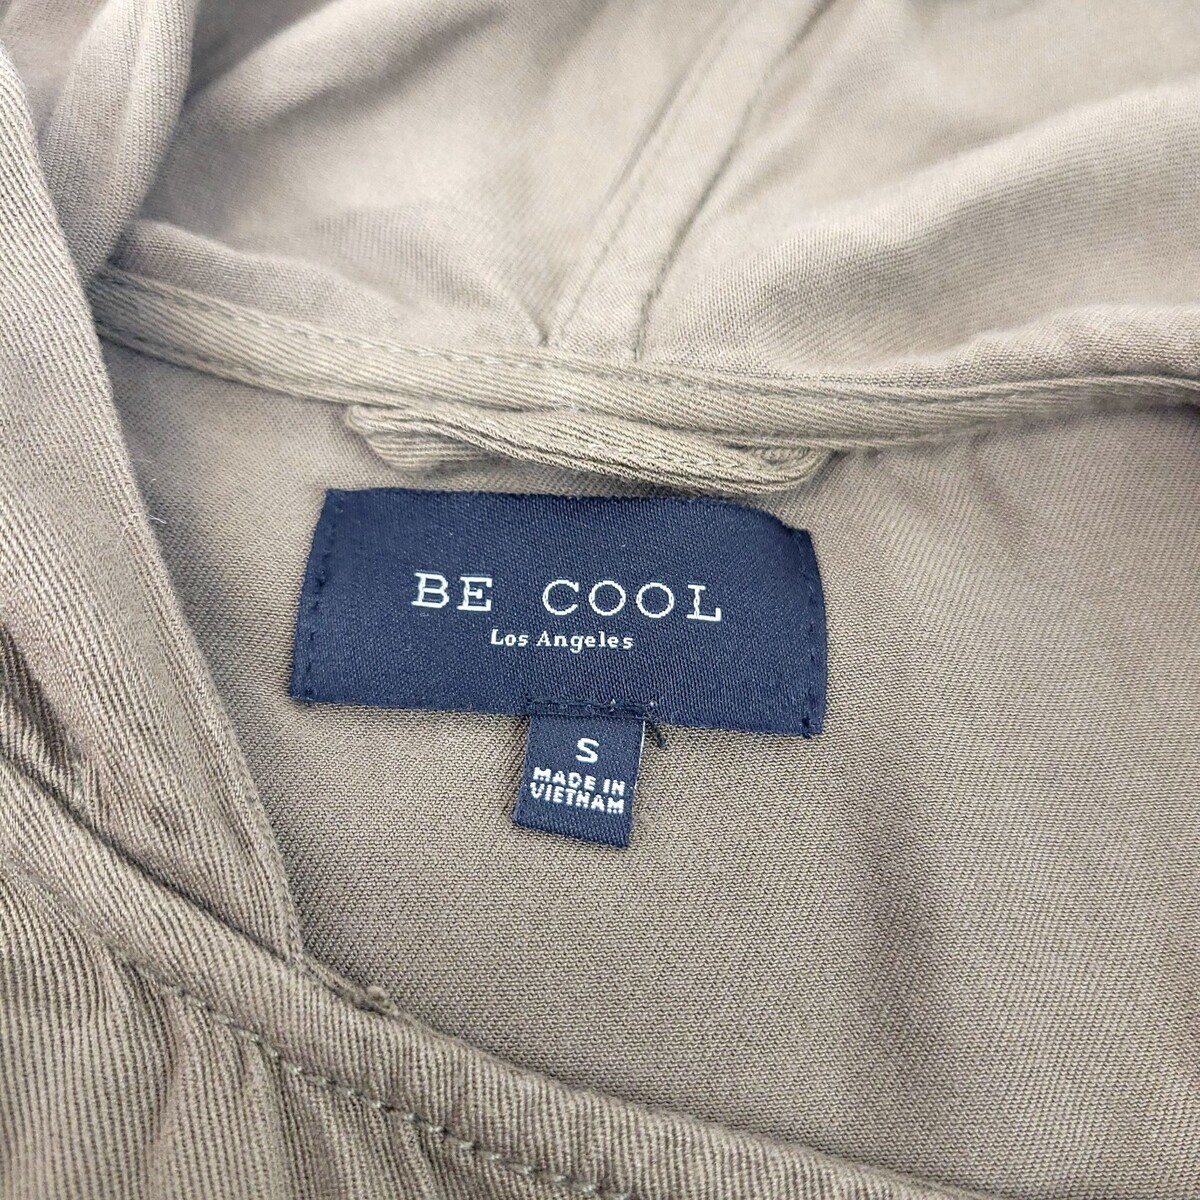 BE COOL
Los Angeles
S
MADE IN
VIETNAM